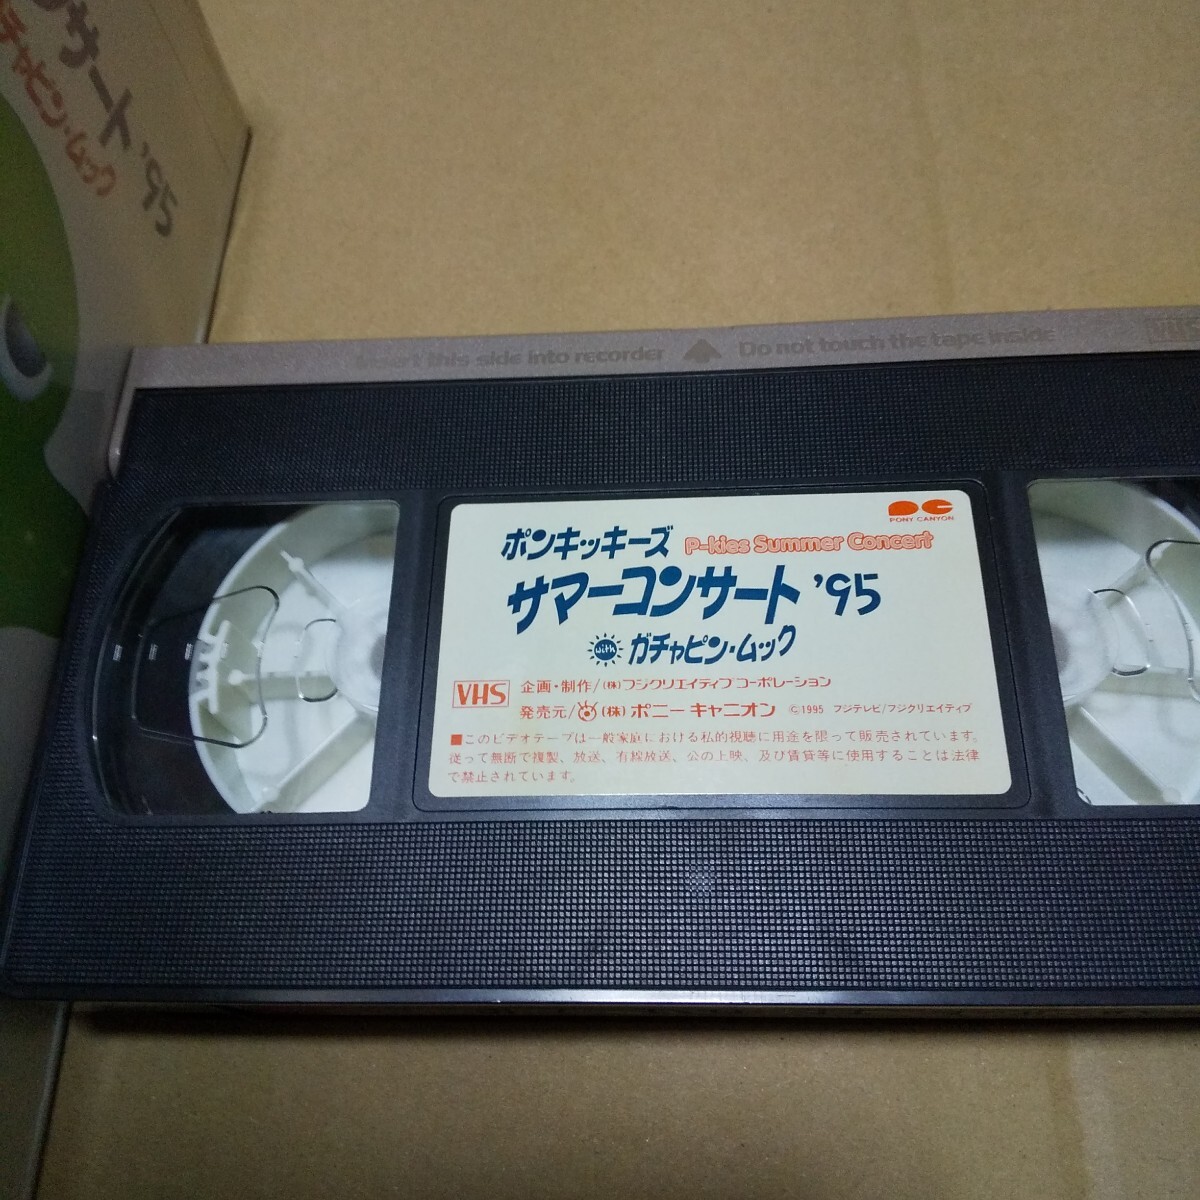 サート '95
チャピン・ムック
Insert this side into recorder Do not touch the tape inside
VHS
PONY CANYON
ポンキッキーズ P-kies Summer Concert
サマーコンサート '95
with ガチャピン・ムック
VHS 企画・制作/(株)フジクリエイティブコーポレーション
発売元/(株)ポニーキャニオン ©1995 フジテレビ/フジクリエイティブ
■このビデオテープは一般家庭における私的視聴に用途を限って販売されています。
従って無断で複製、放送、有線放送、公の上映、及び賃貸等に使用することは法律
で禁止されています。